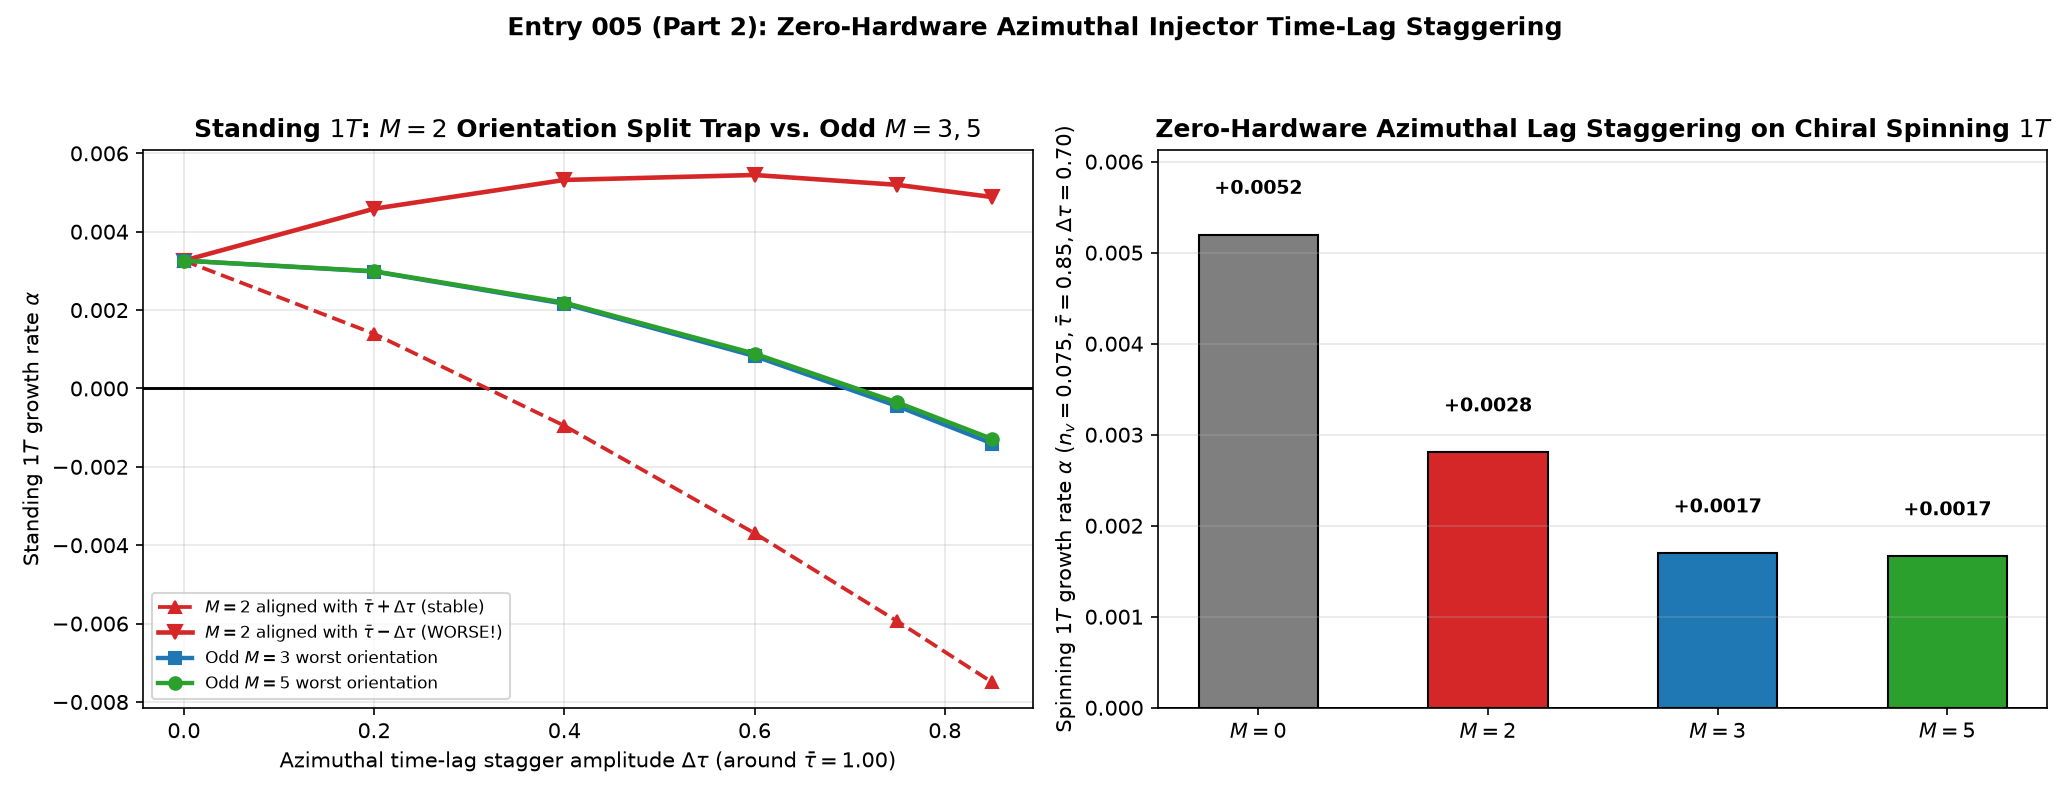 Entry 005 (Part 2): Zero-Hardware Azimuthal Injector Time-Lag Staggering
Standing 1T: M = 2 Orientation Split Trap vs. Odd M = 3, 5
Standing 1T growth rate α
0.006
0.004
0.002
0.000
−0.002
−0.004
−0.006
−0.008
M = 2 aligned with τ̄ + Δτ (stable)
M = 2 aligned with τ̄ − Δτ (WORSE!)
Odd M = 3 worst orientation
Odd M = 5 worst orientation
0.0 0.2 0.4 0.6 0.8
Azimuthal time-lag stagger amplitude Δτ (around τ̄ = 1.00)
Zero-Hardware Azimuthal Lag Staggering on Chiral Spinning 1T
Spinning 1T growth rate α (n_v = 0.075, τ̄ = 0.85, Δτ = 0.70)
0.006
0.005
0.004
0.003
0.002
0.001
0.000
+0.0052
+0.0028
+0.0017
+0.0017
M = 0 M = 2 M = 3 M = 5